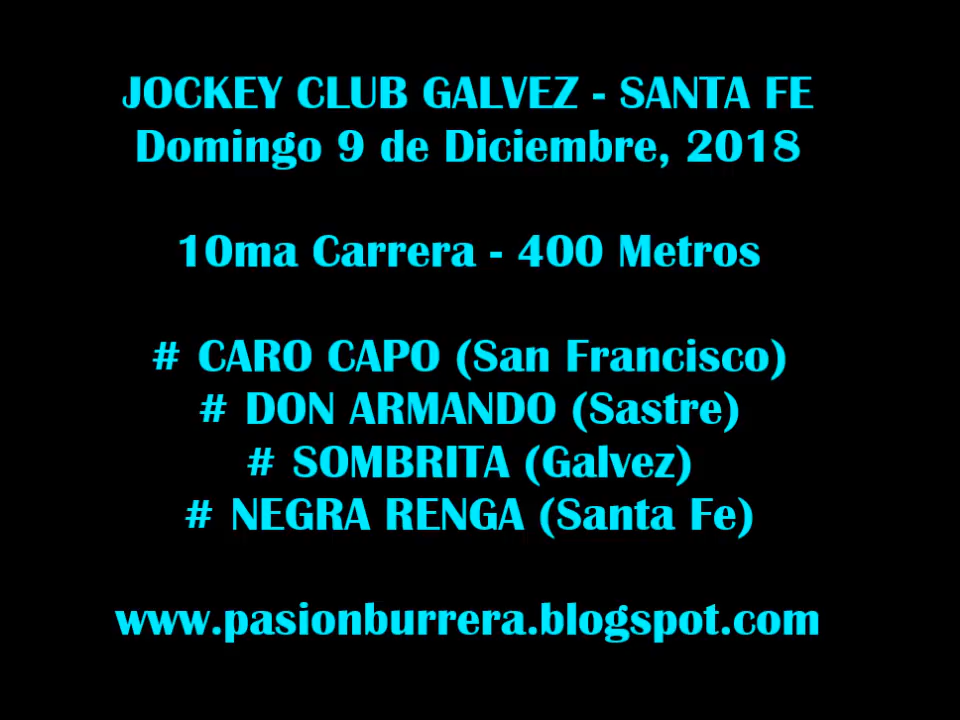 JOCKEY CLUB GALVEZ - SANTA FE
Domingo 9 de Diciembre, 2018
10ma Carrera - 400 Metros
# CARO CAPO (San Francisco)
# DON ARMANDO (Sastre)
# SOMBRITA (Galvez)
# NEGRA RENGA (Santa Fe)
www.pasionburrera.blogspot.com